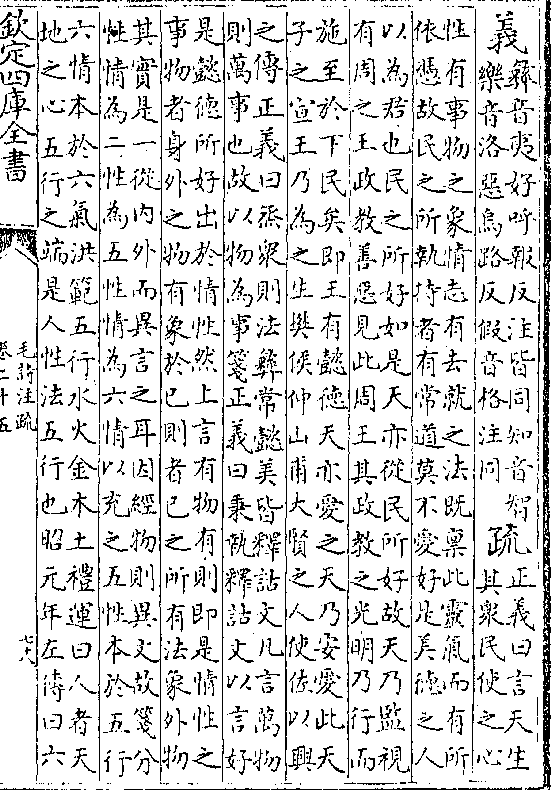 義彜音夷好呼報反注皆同知音智
樂音洛惡烏路反假音格注同
疏正義曰言天生
其衆民使之心
性有事物之象情志有去就之法既稟此靈氣而有所
依憑故民之所執持者有常道莫不愛好是美德之人
以為君也民之所好如是天亦從民所好故天乃監視
有周之王政教善惡見此周王其政教之光明乃行而
施至於下民矣即王有懿德天亦愛之天乃安愛此天
子之宣王乃為之生樊侯仲山甫大賢之人使佐以興
之傳正義曰烝衆則法彜常懿美皆釋詁文凡言萬物
則萬事也故以物為事箋正義曰秉執釋詁文以言好
是懿德所好出於情性然上言有物有則即是情性之
事物者身外之物有象於已則者已之所有法象外物
其實是一從内外而異言之耳因經物則異文故箋分
性情為二性為五性情為六情以充之五性本於五行
六情本於六氣洪範五行水火金木土禮運曰人者天
地之心五行之端是人性法五行也昭元年左傳曰六
欽定四庫全書
毛詩注疏
卷二十五